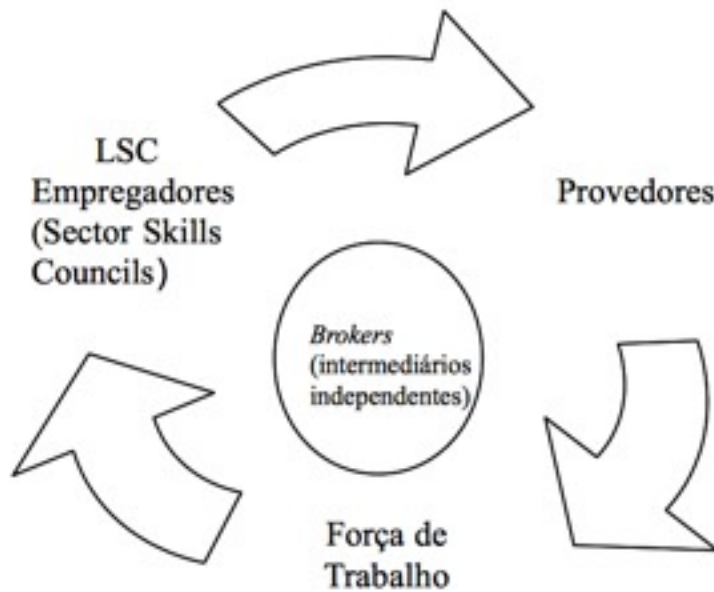 LSC
Empregadores
(Sector Skills
Councils)
Provedores
Brokers
(intermediários
independentes)
Força de
Trabalho